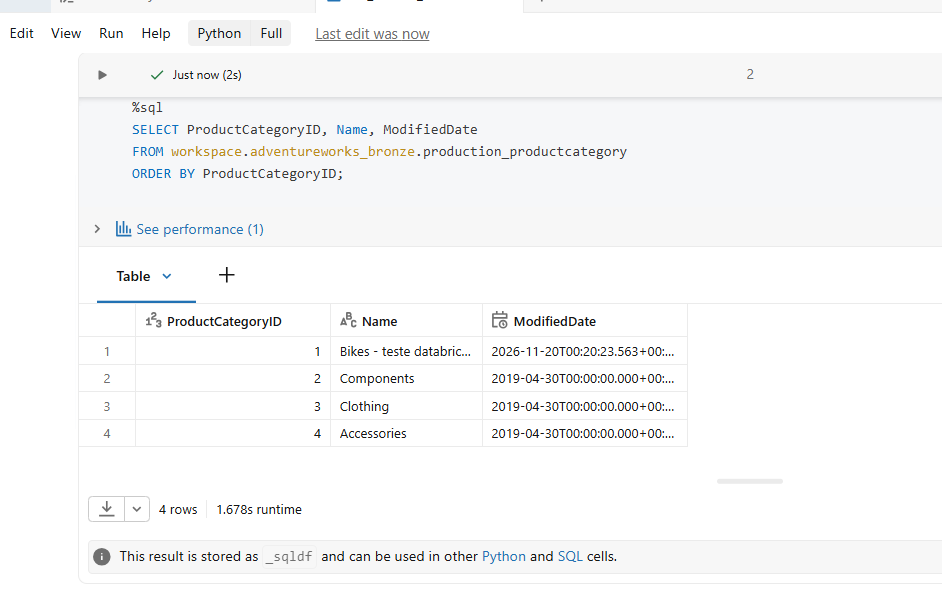 Edit View Run Help Python Full Last edit was now
Just now (2s) 2
%sql
SELECT ProductCategoryID, Name, ModifiedDate
FROM workspace.adventureworks_bronze.production_productcategory
ORDER BY ProductCategoryID;
See performance (1)
Table
ProductCategoryID Name ModifiedDate
1 1 Bikes - teste databric... 2026-11-20T00:20:23.563+00:...
2 2 Components 2019-04-30T00:00:00.000+00:...
3 3 Clothing 2019-04-30T00:00:00.000+00:...
4 4 Accessories 2019-04-30T00:00:00.000+00:...
4 rows 1.678s runtime
This result is stored as _sqldf and can be used in other Python and SQL cells.